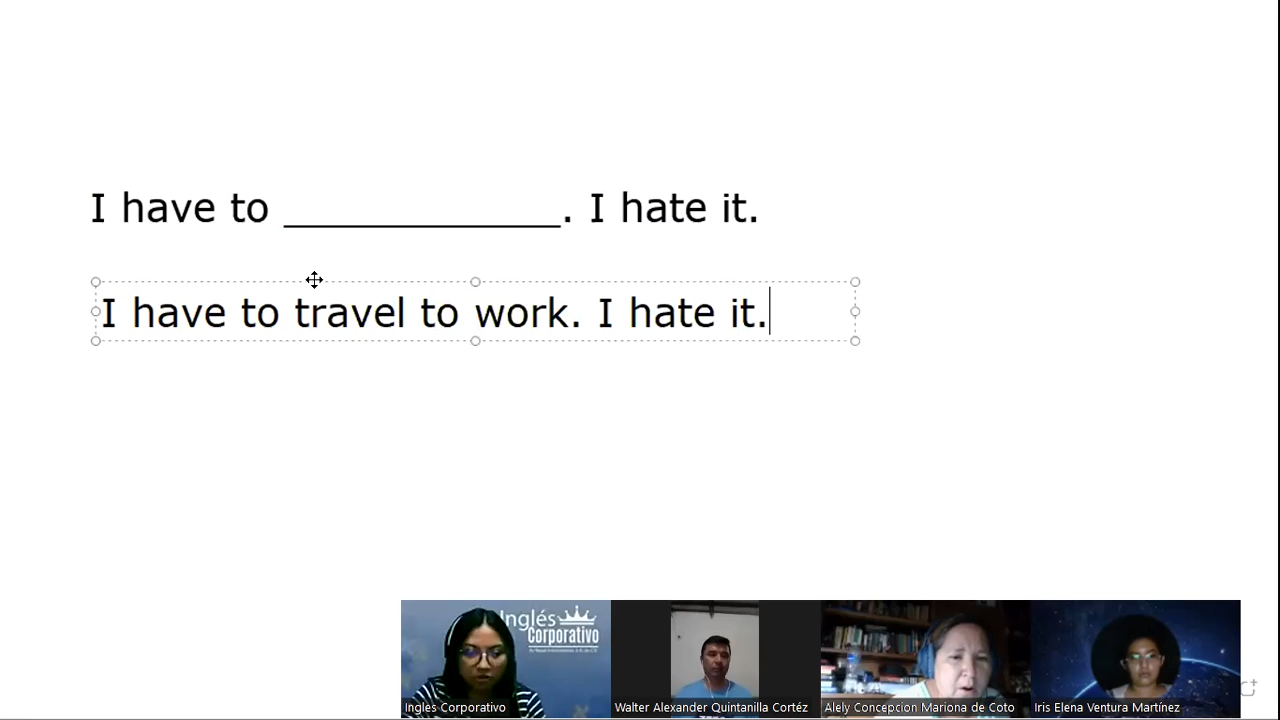 I have to _____________. I hate it.
I have to travel to work. I hate it.
Inglés
Corporativo
Ingles Corporativo
Walter Alexander Quintanilla Cortéz
Alely Concepcion Mariona de Coto
Iris Elena Ventura Martínez